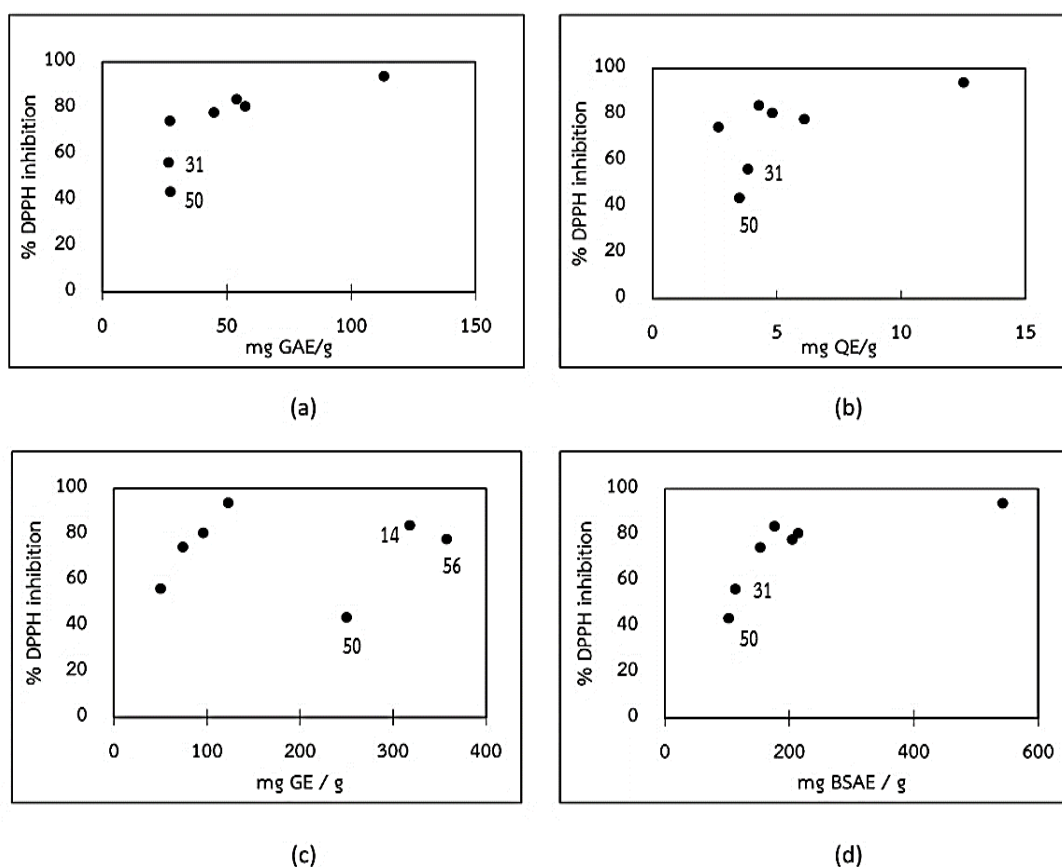 100
80
60
40
20
0
% DPPH inhibition
31
50
0 50 100 150
mg GAE/g
(a)
100
80
60
40
20
0
% DPPH inhibition
31
50
0 5 10 15
mg QE/g
(b)
100
80
60
40
20
0
% DPPH inhibition
14
56
50
0 100 200 300 400
mg GE / g
(c)
100
80
60
40
20
0
% DPPH inhibition
31
50
0 200 400 600
mg BSAE / g
(d)